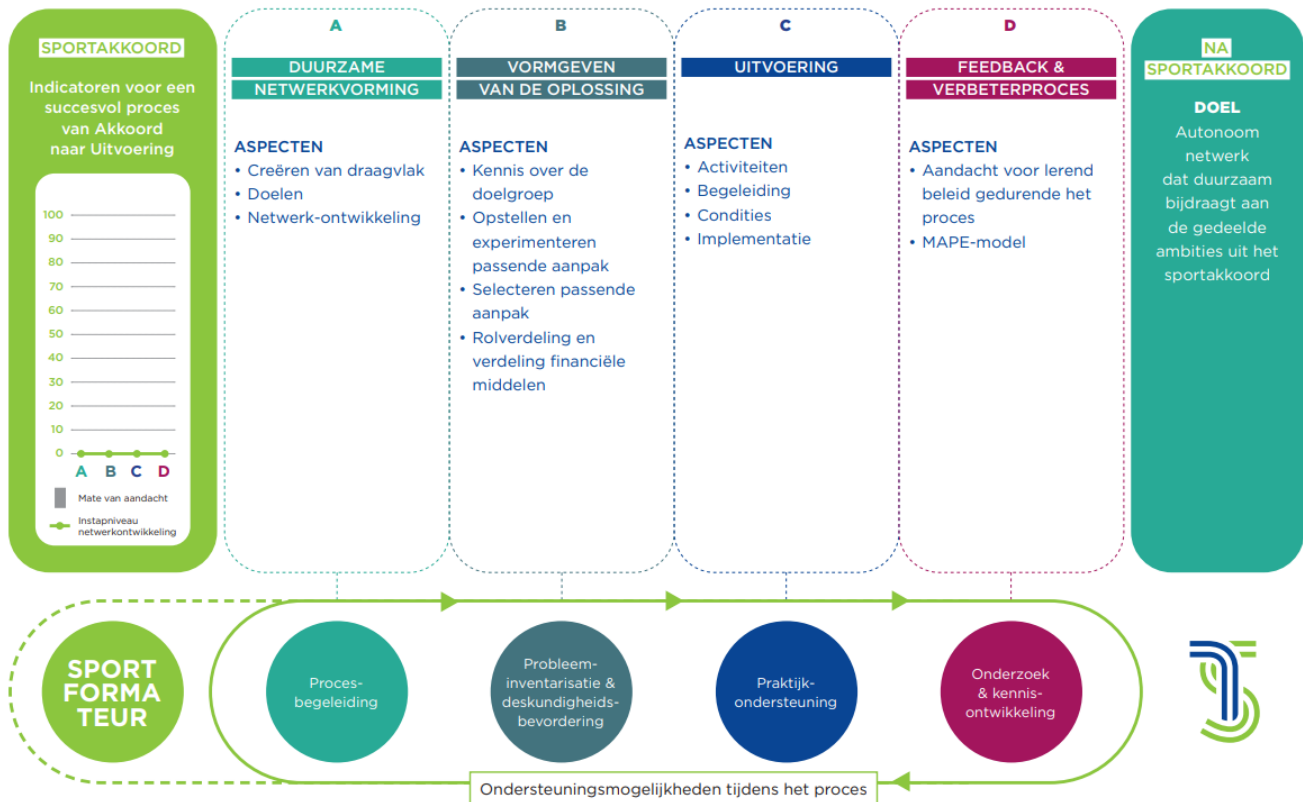 SPORTAKKOORD
Indicatoren voor een
succesvol proces
van Akkoord
naar Uitvoering
100
90
80
70
60
50
40
30
20
10
0
A B C D
Mate van aandacht
Instapniveau
netwerkontwikkeling
A
DUURZAME
NETWERKVORMING
ASPECTEN
• Creëren van draagvlak
• Doelen
• Netwerk-ontwikkeling
B
VORMGEVEN
VAN DE OPLOSSING
ASPECTEN
• Kennis over de
doelgroep
• Opstellen en
experimenteren
passende aanpak
• Selecteren passende
aanpak
• Rolverdeling en
verdeling financiële
middelen
C
UITVOERING
ASPECTEN
• Activiteiten
• Begeleiding
• Condities
• Implementatie
D
FEEDBACK &
VERBETERPROCES
ASPECTEN
• Aandacht voor lerend
beleid gedurende het
proces
• MAPE-model
NA
SPORTAKKOORD
DOEL
Autonoom
netwerk
dat duurzaam
bijdraagt aan
de gedeelde
ambities uit het
sportakkoord
SPORT
FORMA
TEUR
Proces-
begeleiding
Probleem-
inventarisatie &
deskundigheids-
bevordering
Praktijk-
ondersteuning
Onderzoek
& kennis-
ontwikkeling
Ondersteuningsmogelijkheden tijdens het proces